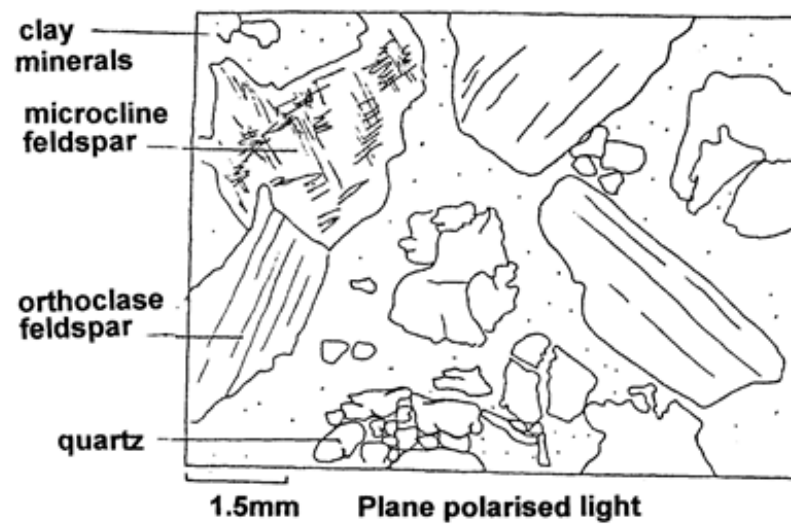 clay
minerals
microcline
feldspar
orthoclase
feldspar
quartz
1.5mm Plane polarised light